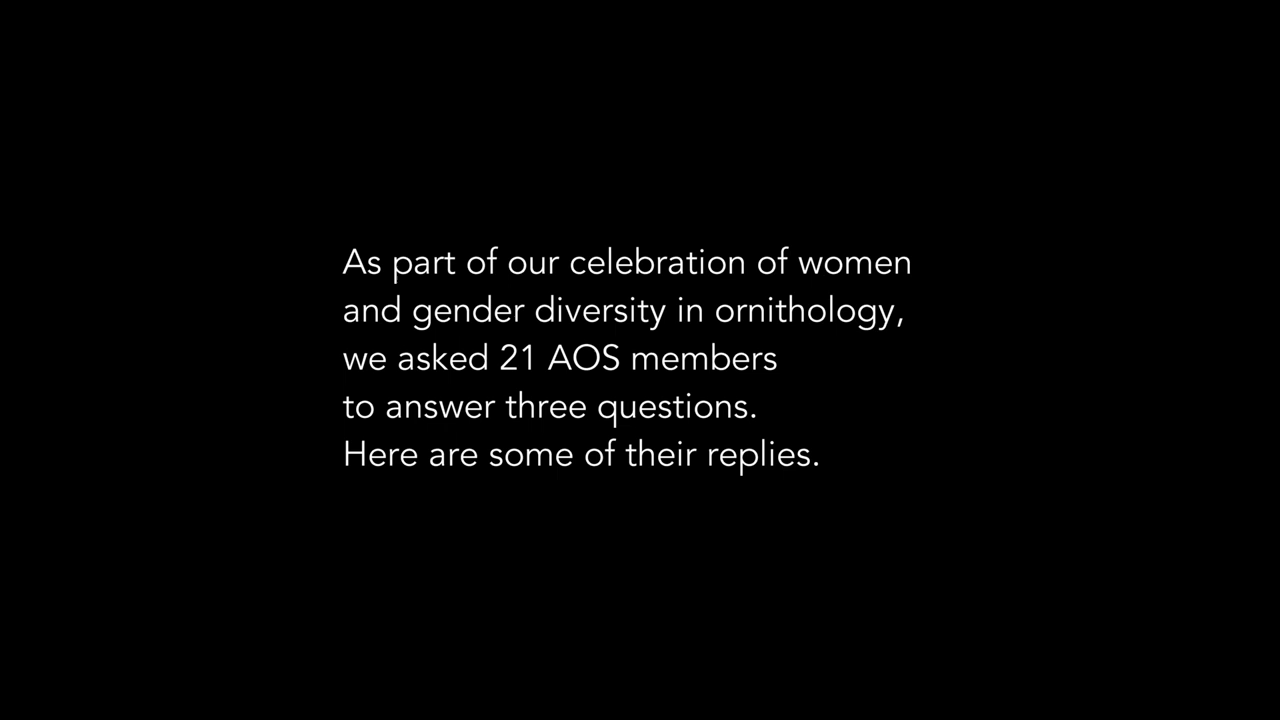 As part of our celebration of women
and gender diversity in ornithology,
we asked 21 AOS members
to answer three questions.
Here are some of their replies.